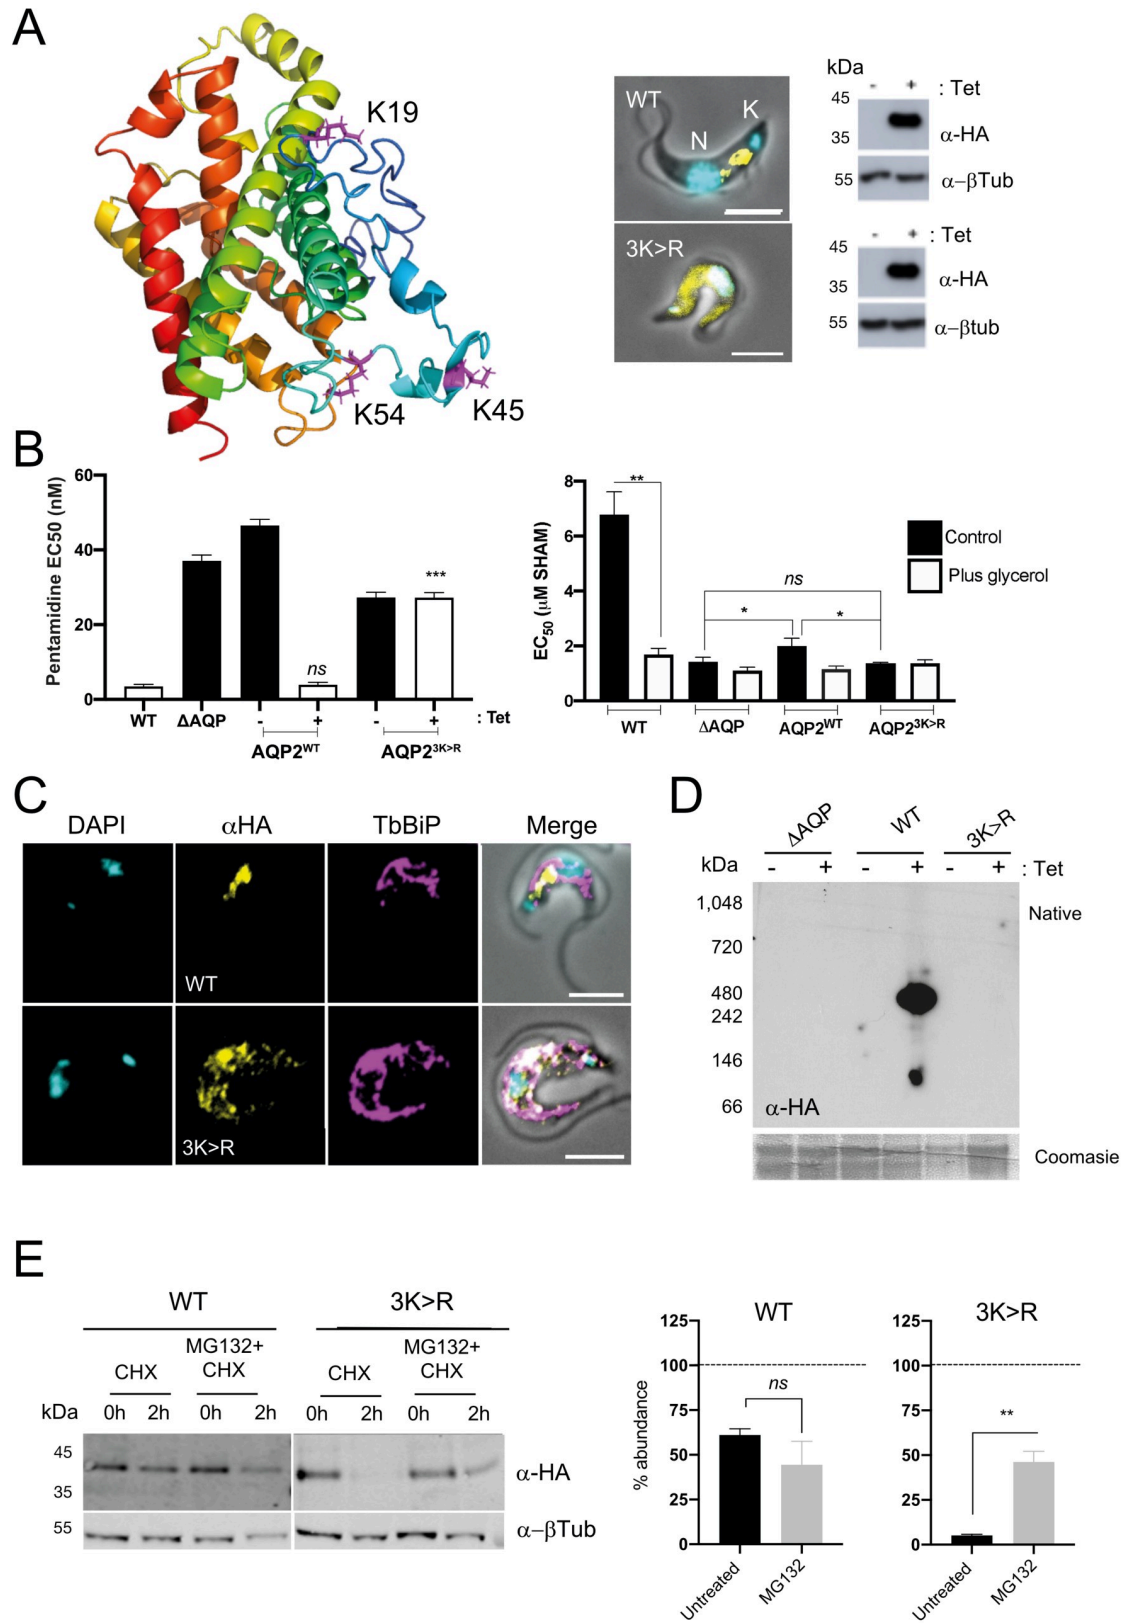 A
K19
K54
K45
WT
N
K
3K>R
kDa
- + : Tet
45
35
α-HA
55
α-βTub
- + : Tet
45
35
α-HA
55
α-βtub
B
Pentamidine EC50 (nM)
60
40
20
0
ns
***
WT ΔAQP - + - + : Tet
AQP2WT AQP23K>R
EC50 (μM SHAM)
8
6
4
2
0
**
*
ns
*
WT ΔAQP AQP2WT AQP23K>R
Control
Plus glycerol
C
DAPI αHA TbBiP Merge
WT
3K>R
D
ΔAQP WT 3K>R
kDa - + - + - + : Tet
1,048
720
480
242
146
66
Native
α-HA
Coomasie
E
WT 3K>R
CHX MG132+ CHX CHX MG132+ CHX
kDa 0h 2h 0h 2h 0h 2h 0h 2h
45
35
α-HA
55
α-βTub
WT
% abundance
125
100
75
50
25
0
ns
Untreated MG132
3K>R
125
100
75
50
25
0
**
Untreated MG132